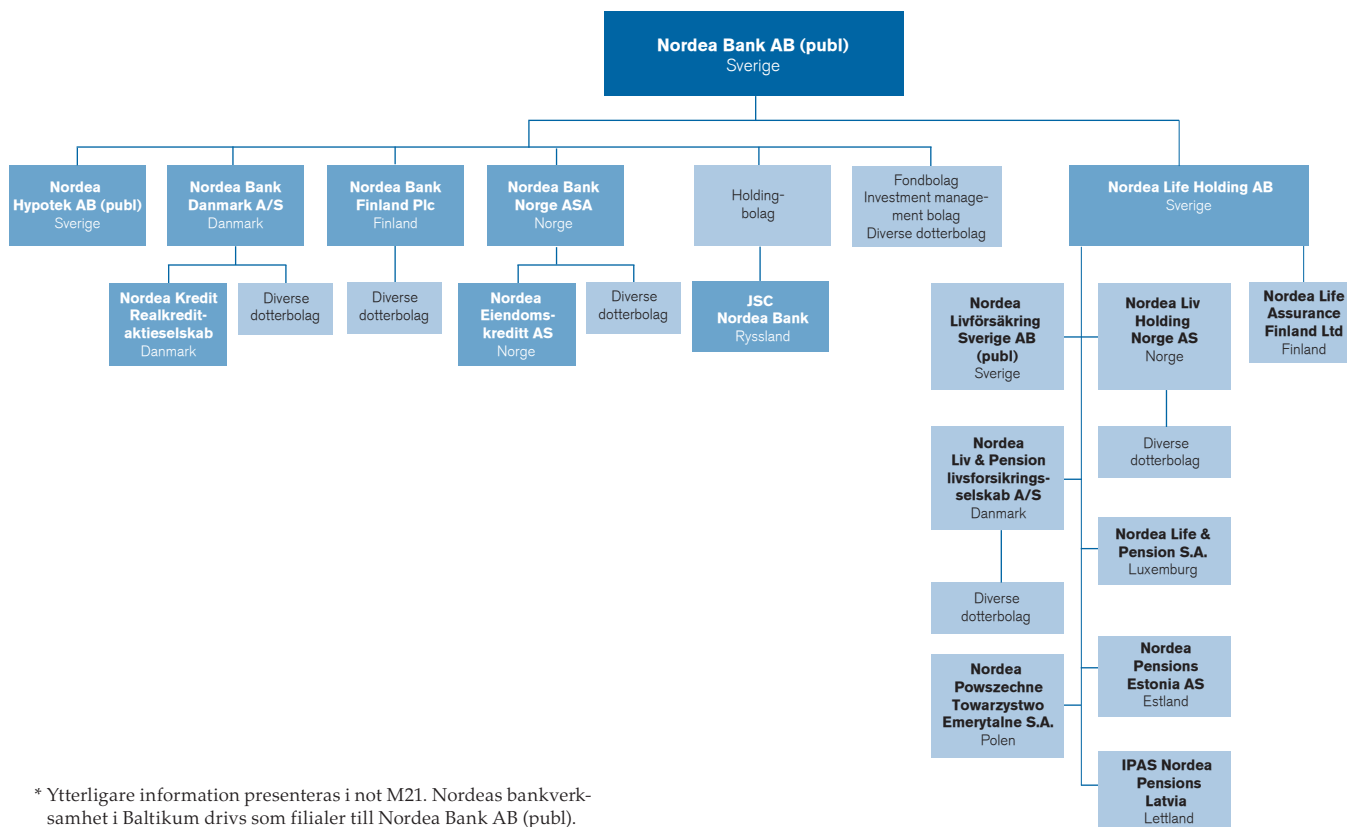 Nordea Bank AB (publ)
Sverige
Nordea
Hypotek AB (publ)
Sverige
Nordea Bank
Danmark A/S
Danmark
Nordea Bank
Finland Plc
Finland
Nordea Bank
Norge ASA
Norge
Holding-
bolag
Fondbolag
Investment manage-
ment bolag
Diverse dotterbolag
Nordea Life Holding AB
Sverige
Nordea Kredit
Realkredit-
aktieselskab
Danmark
Diverse
dotterbolag
Diverse
dotterbolag
Nordea
Eiendoms-
kreditt AS
Norge
Diverse
dotterbolag
JSC
Nordea Bank
Ryssland
Nordea
Livförsäkring
Sverige AB
(publ)
Sverige
Nordea Liv
Holding
Norge AS
Norge
Nordea Life
Assurance
Finland Ltd
Finland
Nordea
Liv & Pension
livsforsikrings-
selskab A/S
Danmark
Diverse
dotterbolag
Nordea Life &
Pension S.A.
Luxemburg
Diverse
dotterbolag
Nordea
Pensions
Estonia AS
Estland
Nordea
Powszechne
Towarzystwo
Emerytalne S.A.
Polen
IPAS Nordea
Pensions
Latvia
Lettland
* Ytterligare information presenteras i not M21. Nordeas bankverk-
samhet i Baltikum drivs som filialer till Nordea Bank AB (publ).